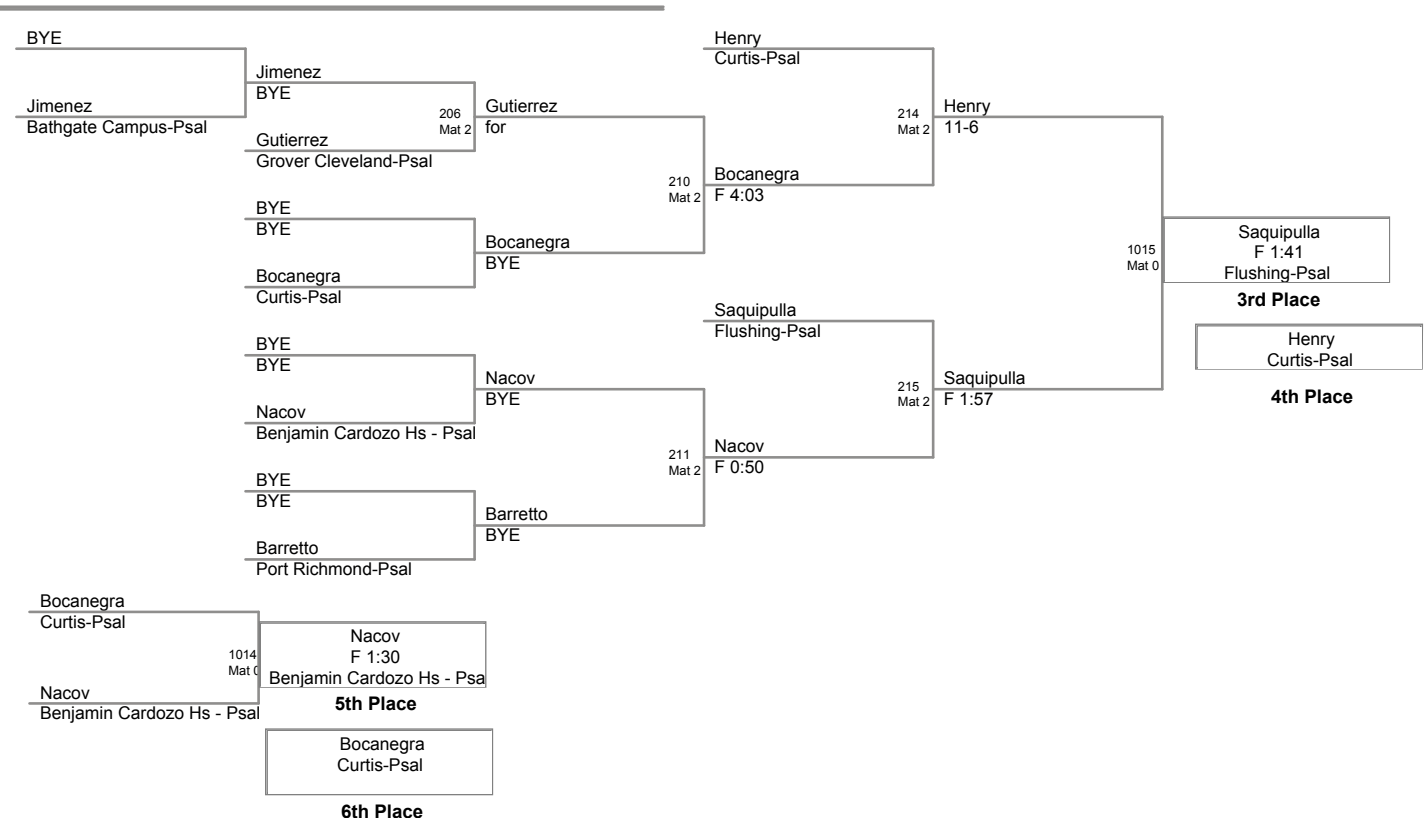 BYE
Jimenez
Bathgate Campus-Psal
Jimenez
BYE
Gutierrez
Grover Cleveland-Psal
206
Mat 2
Gutierrez
for
BYE
BYE
Bocanegra
Curtis-Psal
Bocanegra
BYE
210
Mat 2
Henry
Curtis-Psal
Bocanegra
F 4:03
214
Mat 2
Henry
11-6
BYE
BYE
Nacov
Benjamin Cardozo Hs - Psal
Nacov
BYE
BYE
BYE
Barretto
Port Richmond-Psal
Barretto
BYE
211
Mat 2
Saquipulla
Flushing-Psal
Nacov
F 0:50
215
Mat 2
Saquipulla
F 1:57
1015
Mat 0
Saquipulla
F 1:41
Flushing-Psal
3rd Place
Henry
Curtis-Psal
4th Place
Bocanegra
Curtis-Psal
Nacov
Benjamin Cardozo Hs - Psal
1014
Mat 0
Nacov
F 1:30
Benjamin Cardozo Hs - Psa
5th Place
Bocanegra
Curtis-Psal
6th Place